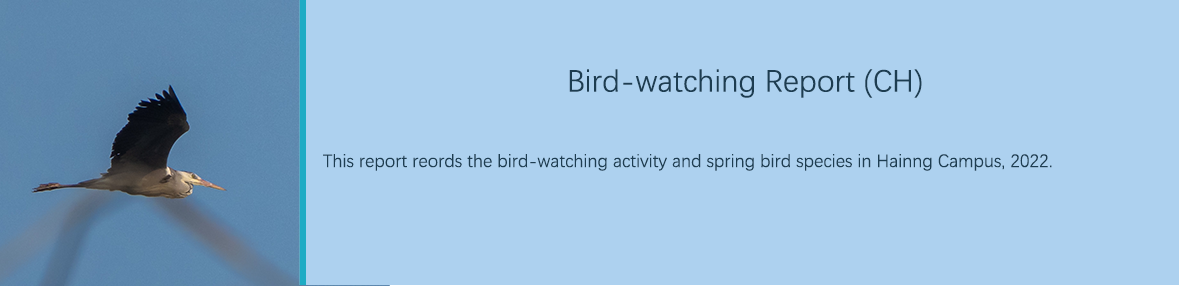 Bird-watching Report (CH)
This report reords the bird-watching activity and spring bird species in Hainng Campus, 2022.